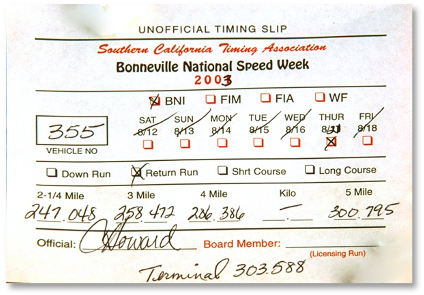 UNOFFICIAL TIMING SLIP
Southern California Timing Association
Bonneville National Speed Week
2003
BNI FIM FIA WF
SAT SUN MON TUE WED THUR FRI
8/12 8/13 8/14 8/15 8/16 8/21 8/18
355
VEHICLE NO
Down Run Return Run Shrt Course Long Course
2-1/4 Mile 3 Mile 4 Mile Kilo 5 Mile
247.048 258.472 286.386 — 300.795
Official: CHoward Board Member:
(Licensing Run)
Terminal 303.588